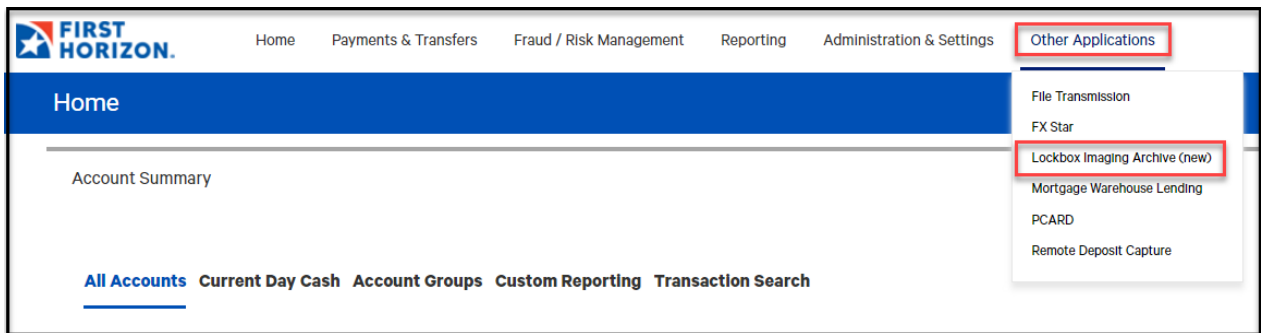 FIRST
HORIZON.
Home Payments & Transfers Fraud / Risk Management Reporting Administration & Settings Other Applications
Home
File Transmission
FX Star
Lockbox Imaging Archive (new)
Mortgage Warehouse Lending
PCARD
Remote Deposit Capture
Account Summary
All Accounts Current Day Cash Account Groups Custom Reporting Transaction Search